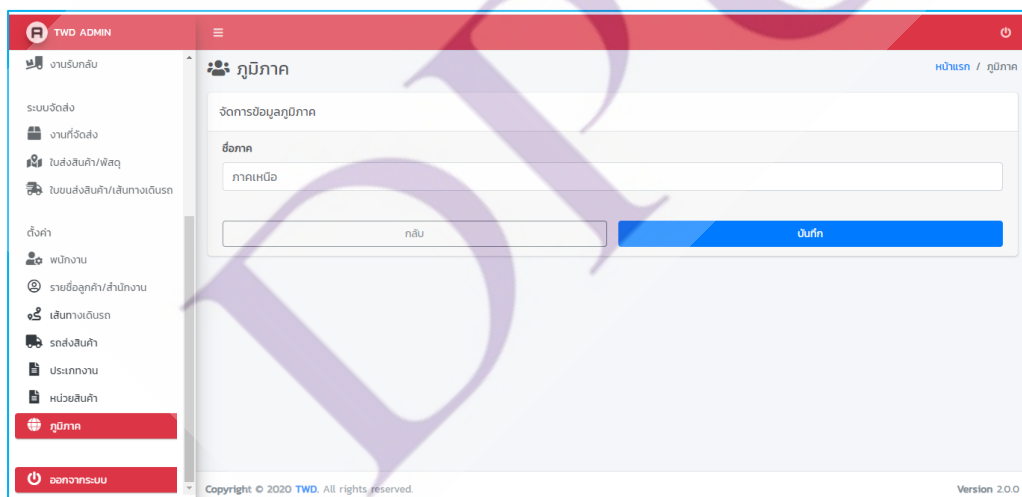 TWD ADMIN
งานรับกลับ
ระบบจัดส่ง
งานที่จัดส่ง
ใบส่งสินค้า/พัสดุ
ใบขนส่งสินค้า/เส้นทางเดินรถ
ตั้งค่า
พนักงาน
รายชื่อลูกค้า/สำนักงาน
เส้นทางเดินรถ
รถส่งสินค้า
ประเภทงาน
หน่วยสินค้า
ภูมิภาค
ออกจากระบบ
ภูมิภาค
หน้าแรก / ภูมิภาค
จัดการข้อมูลภูมิภาค
ชื่อภาค
ภาคเหนือ
กลับ
บันทึก
Copyright © 2020 TWD. All rights reserved.
Version 2.0.0